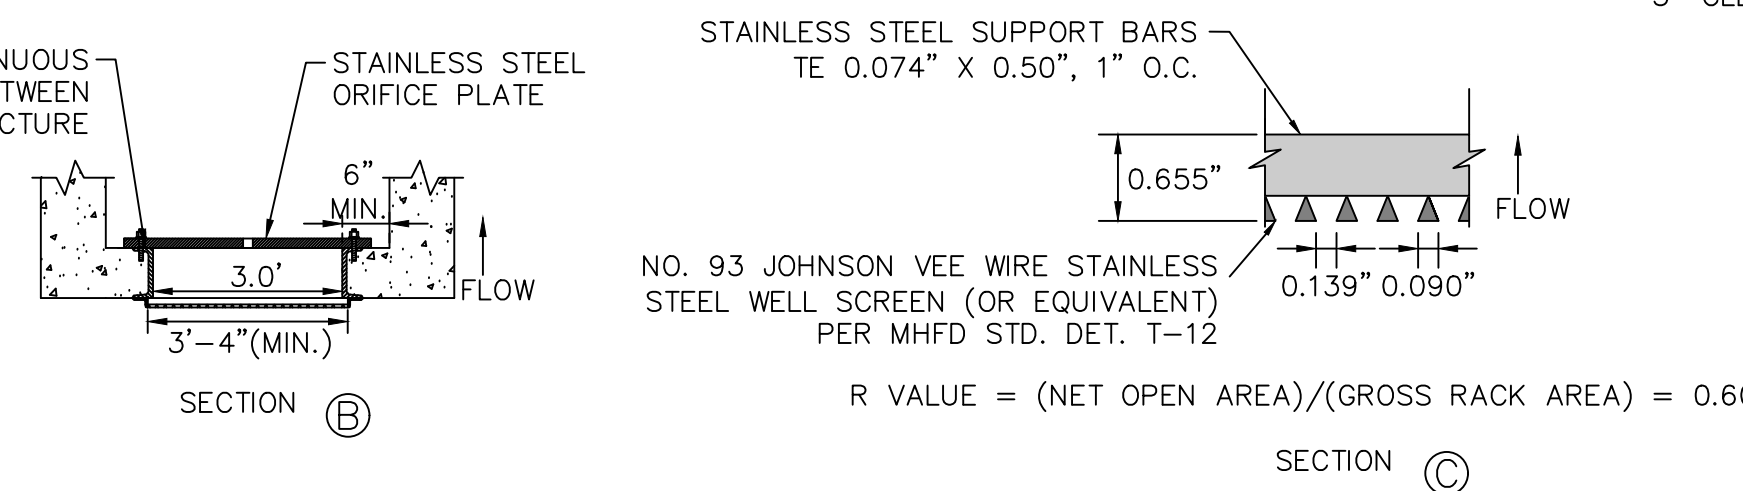 NUOUS
TWEEN
CTURE
STAINLESS STEEL
ORIFICE PLATE
6"
MIN.
3.0'
FLOW
3'-4"(MIN.)
SECTION B
STAINLESS STEEL SUPPORT BARS
TE 0.074" X 0.50", 1" O.C.
0.655"
FLOW
NO. 93 JOHNSON VEE WIRE STAINLESS
STEEL WELL SCREEN (OR EQUIVALENT)
PER MHFD STD. DET. T-12
0.139" 0.090"
R VALUE = (NET OPEN AREA)/(GROSS RACK AREA) = 0.60
SECTION C